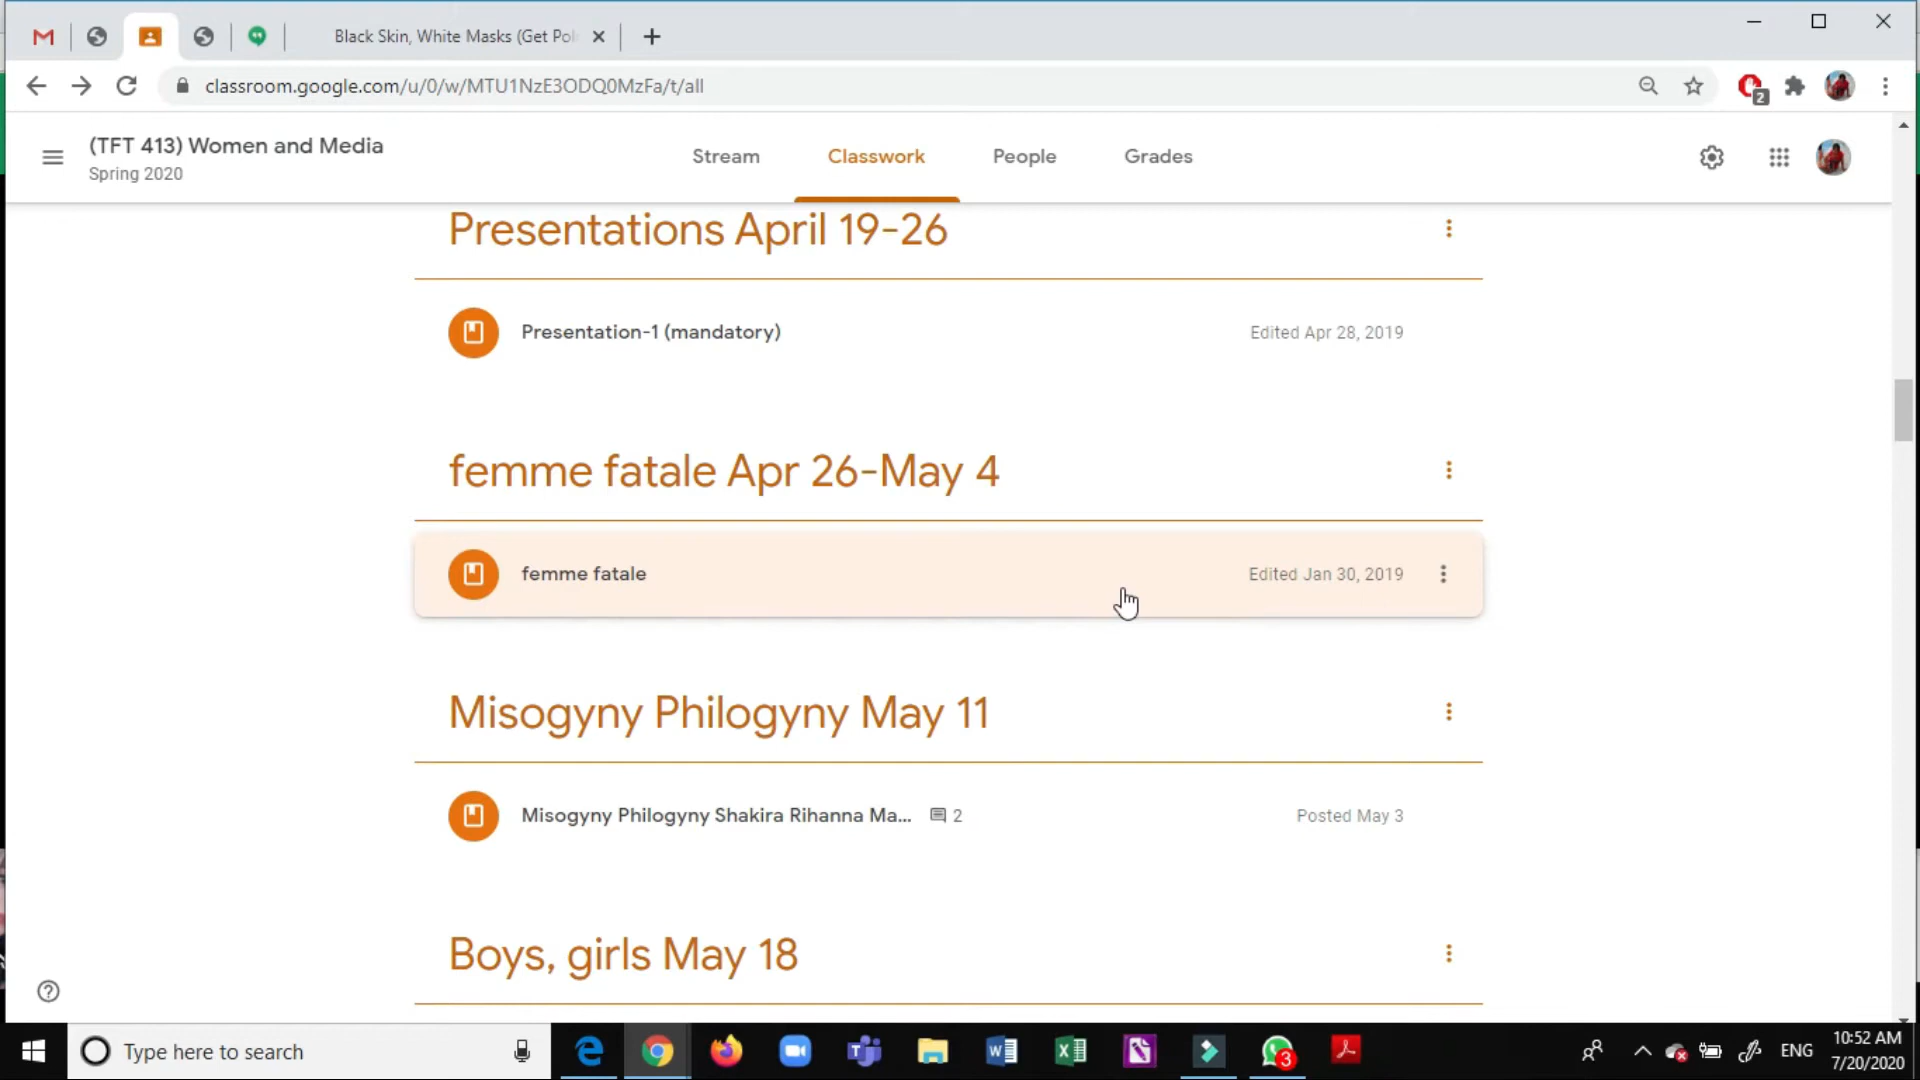 Black Skin, White Masks (Get Pol
classroom.google.com/u/0/w/MTU1NzE3ODQ0MzFa/t/all
2
(TFT 413) Women and Media
Spring 2020
Stream
Classwork
People
Grades
Presentations April 19-26
Presentation-1 (mandatory)
Edited Apr 28, 2019
femme fatale Apr 26-May 4
femme fatale
Edited Jan 30, 2019
Misogyny Philogyny May 11
Misogyny Philogyny Shakira Rihanna Ma...
2
Posted May 3
Boys, girls May 18
Type here to search
3
ENG
10:52 AM
7/20/2020